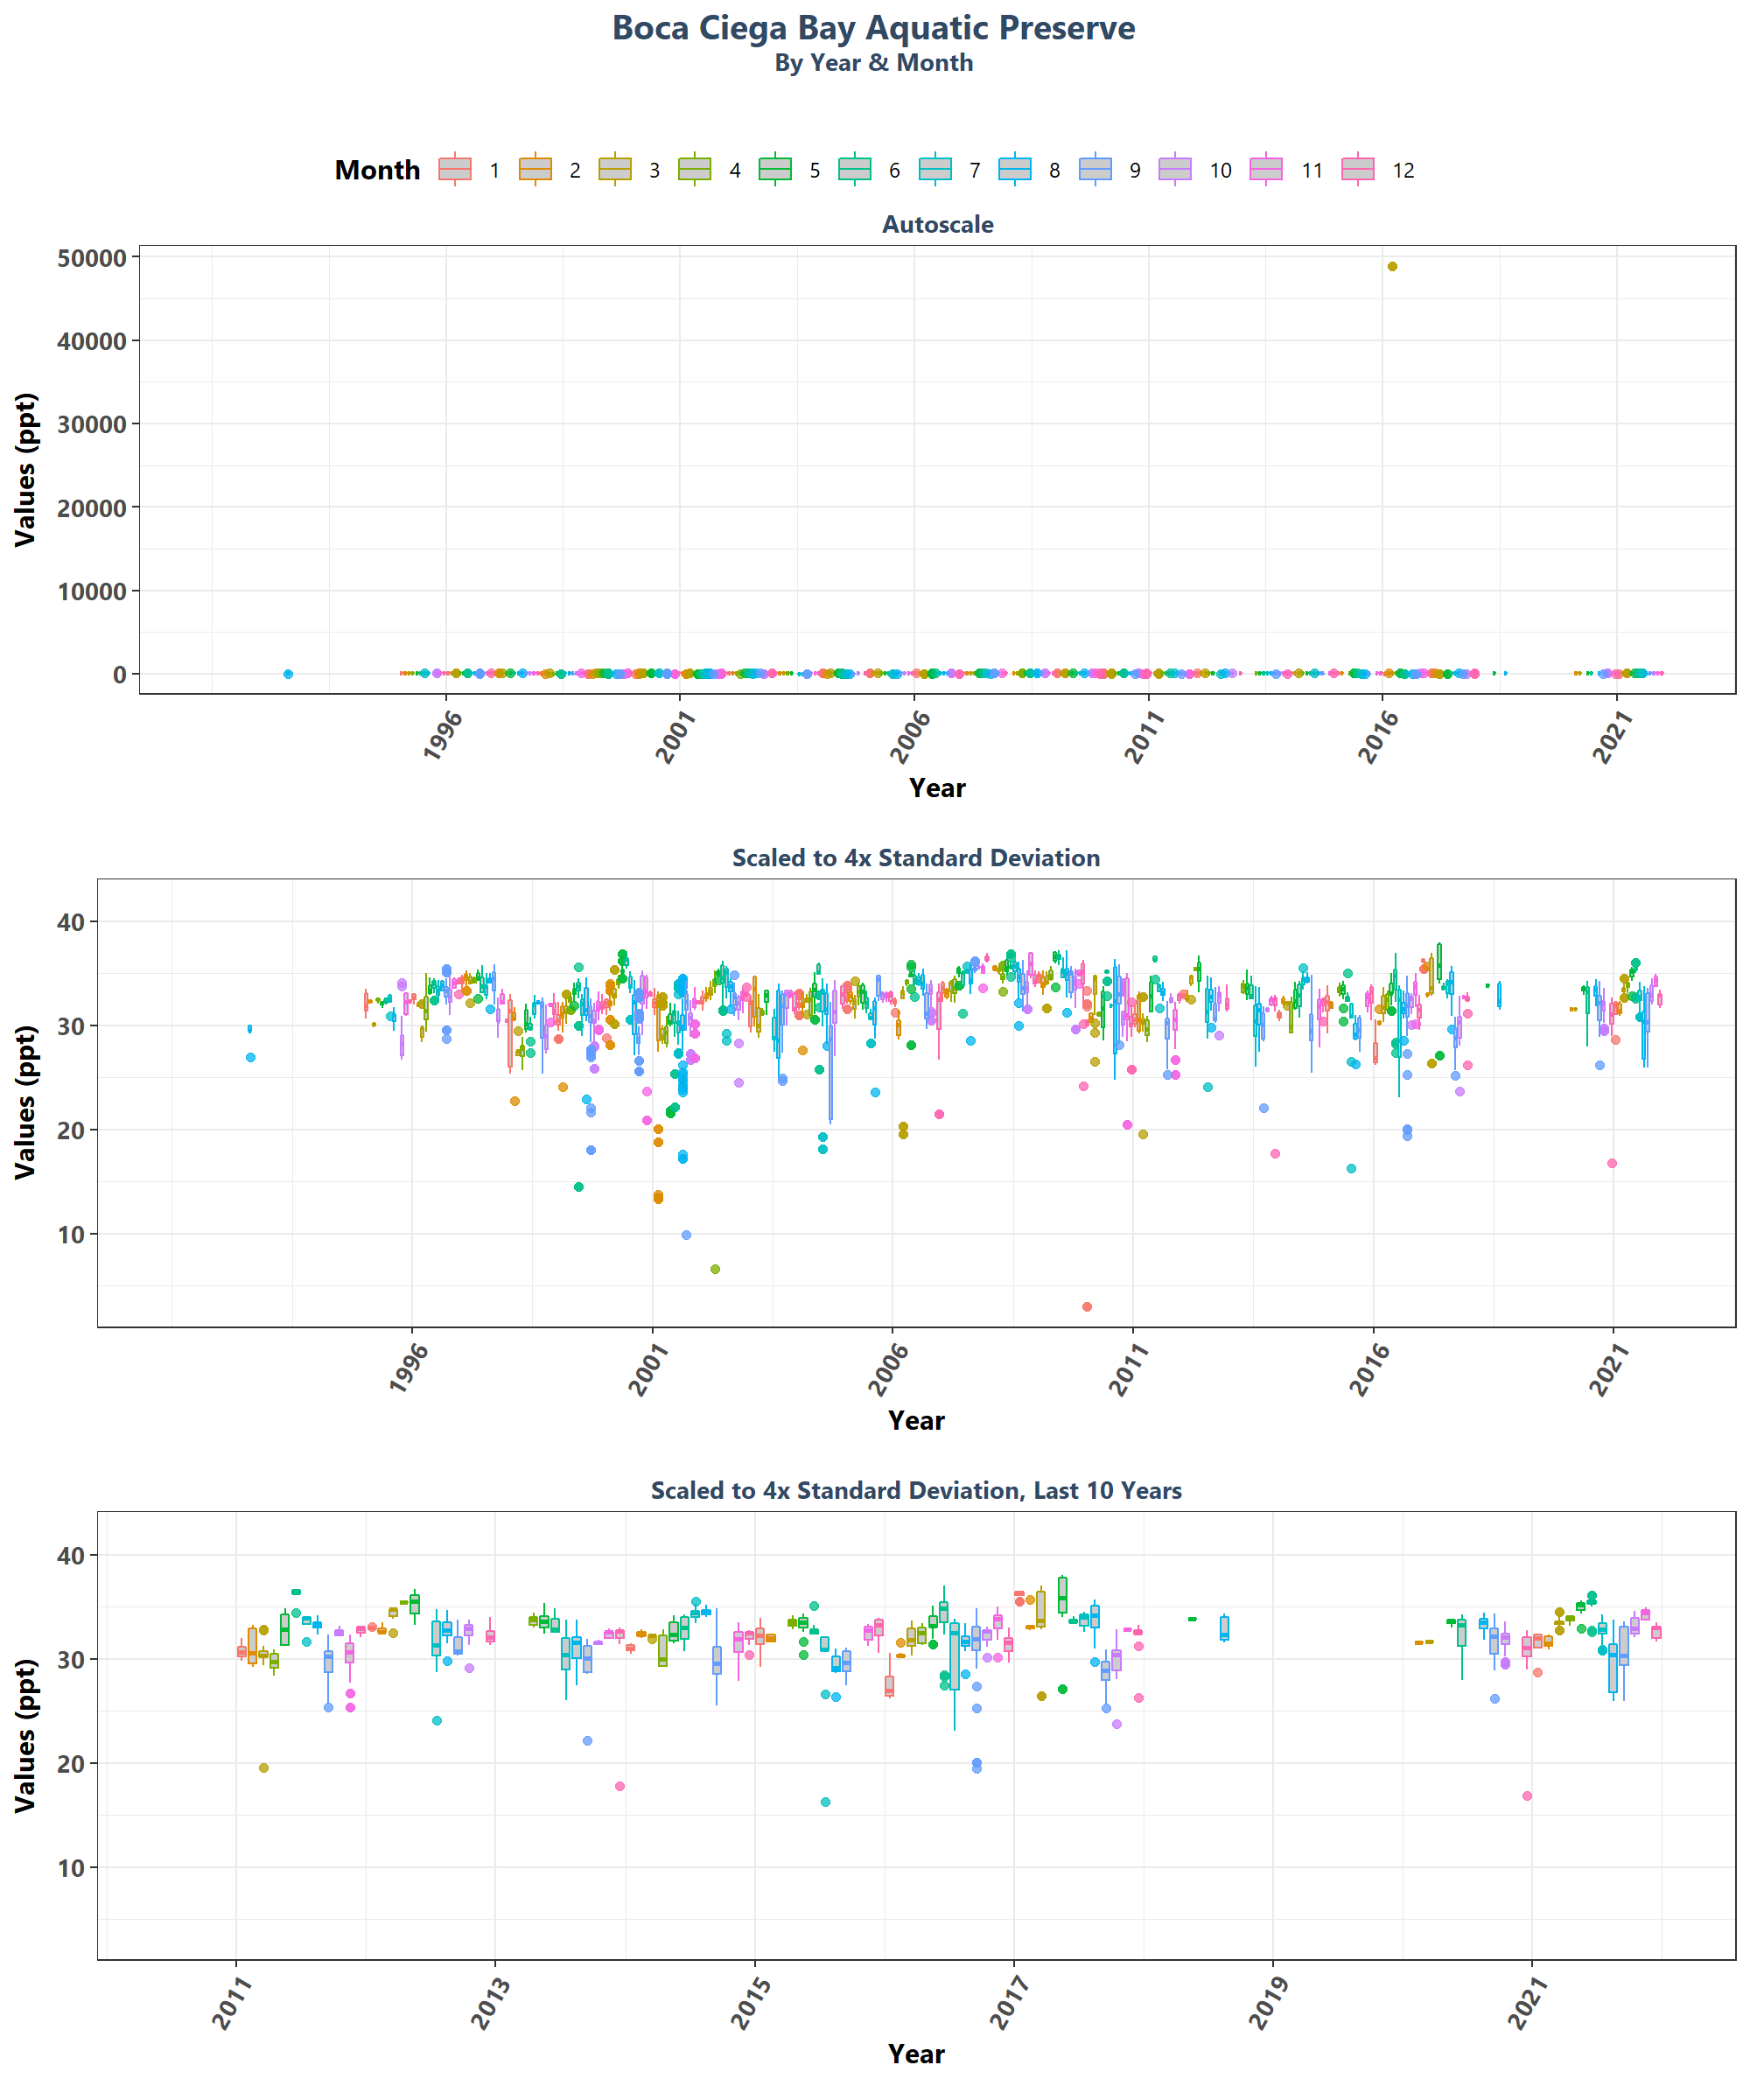 Boca Ciega Bay Aquatic Preserve
By Year & Month
Month 1 2 3 4 5 6 7 8 9 10 11 12
Autoscale
Values (ppt)
50000
40000
30000
20000
10000
0
1996 2001 2006 2011 2016 2021
Year
Scaled to 4x Standard Deviation
Values (ppt)
40
30
20
10
1996 2001 2006 2011 2016 2021
Year
Scaled to 4x Standard Deviation, Last 10 Years
Values (ppt)
40
30
20
10
2011 2013 2015 2017 2019 2021
Year